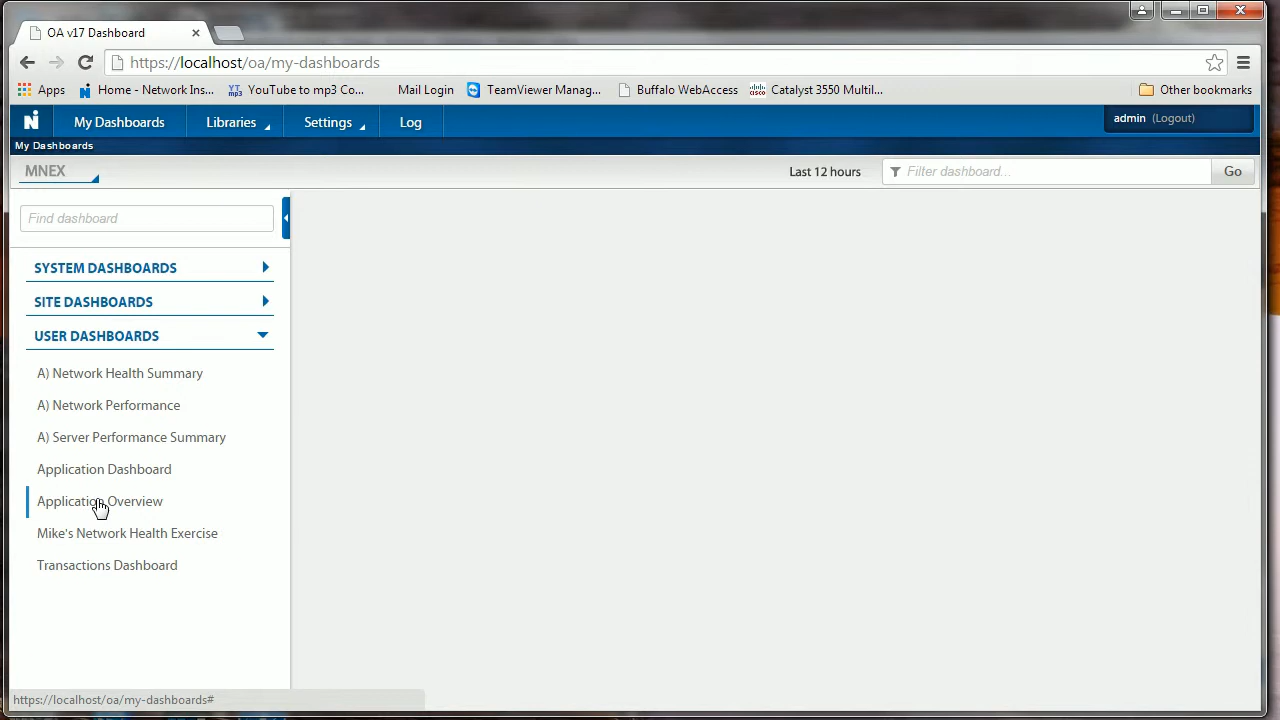 OA v17 Dashboard
https://localhost/oa/my-dashboards
Apps
Home - Network Ins...
YouTube to mp3 Co...
Mail Login
TeamViewer Manag...
Buffalo WebAccess
Catalyst 3550 Multil...
Other bookmarks
My Dashboards
Libraries
Settings
Log
admin (Logout)
My Dashboards
MNEX
Last 12 hours
Filter dashboard...
Go
Find dashboard
SYSTEM DASHBOARDS
SITE DASHBOARDS
USER DASHBOARDS
A) Network Health Summary
A) Network Performance
A) Server Performance Summary
Application Dashboard
Application Overview
Mike's Network Health Exercise
Transactions Dashboard
https://localhost/oa/my-dashboards#